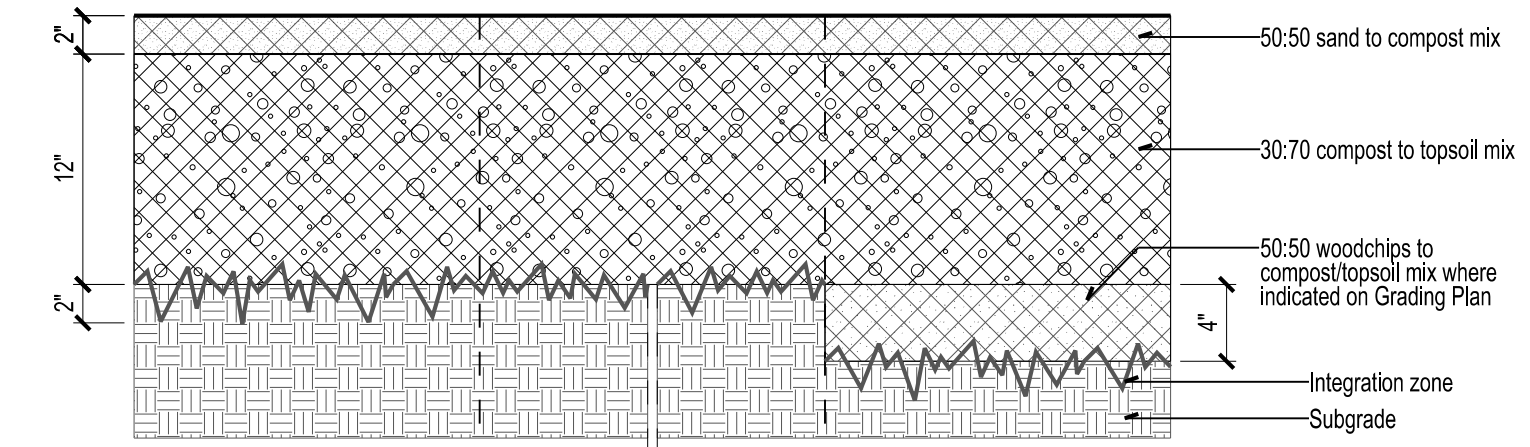 2"
50:50 sand to compost mix
12"
30:70 compost to topsoil mix
50:50 woodchips to
compost/topsoil mix where
indicated on Grading Plan
2"
4"
Integration zone
Subgrade